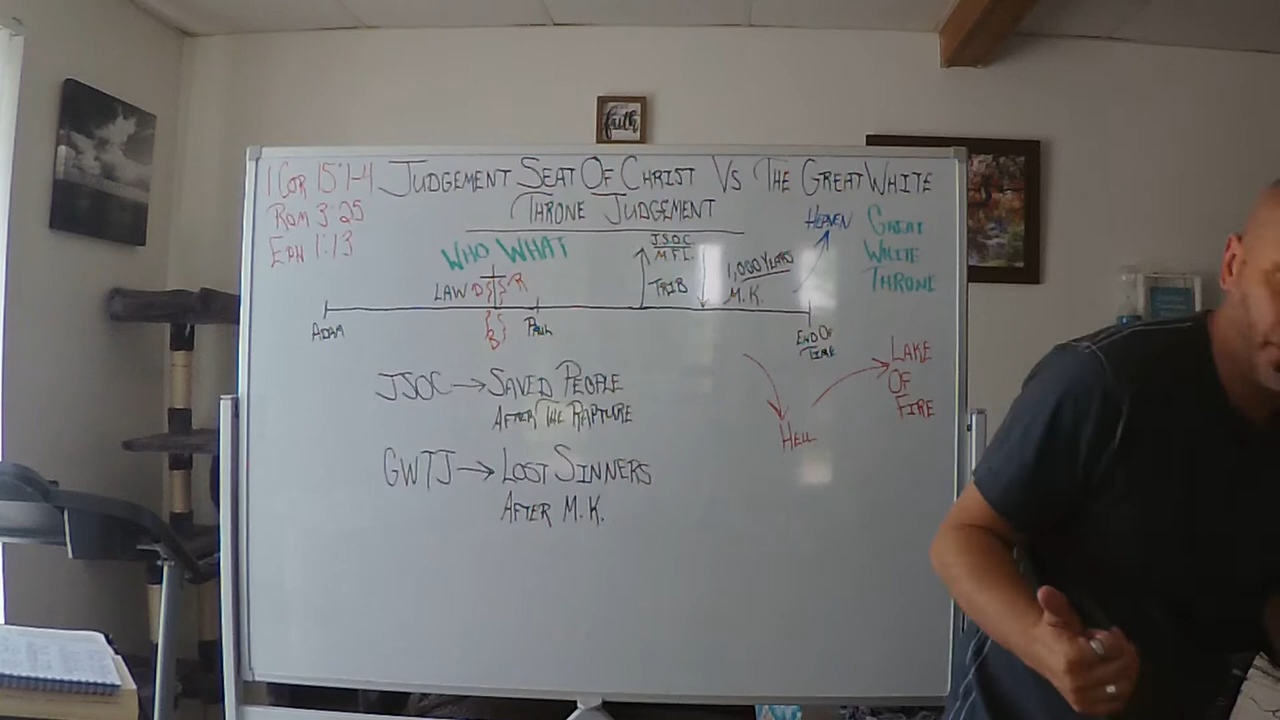 faith
1 COR 15:1-4
ROM 3:25
EPH 1:13
JUDGEMENT SEAT OF CHRIST VS THE GREAT WHITE
THRONE JUDGEMENT
WHO WHAT
J.S.O.C
M.F.L.
HEAVEN
GREAT
WHITE
THRONE
LAW D R
TRIB
1,000 YEARS
M.K.
ADAM
B
PAUL
END OF
TIME
JSOC → SAVED PEOPLE
AFTER THE RAPTURE
LAKE
OF
FIRE
HELL
GWTJ → LOST SINNERS
AFTER M.K.